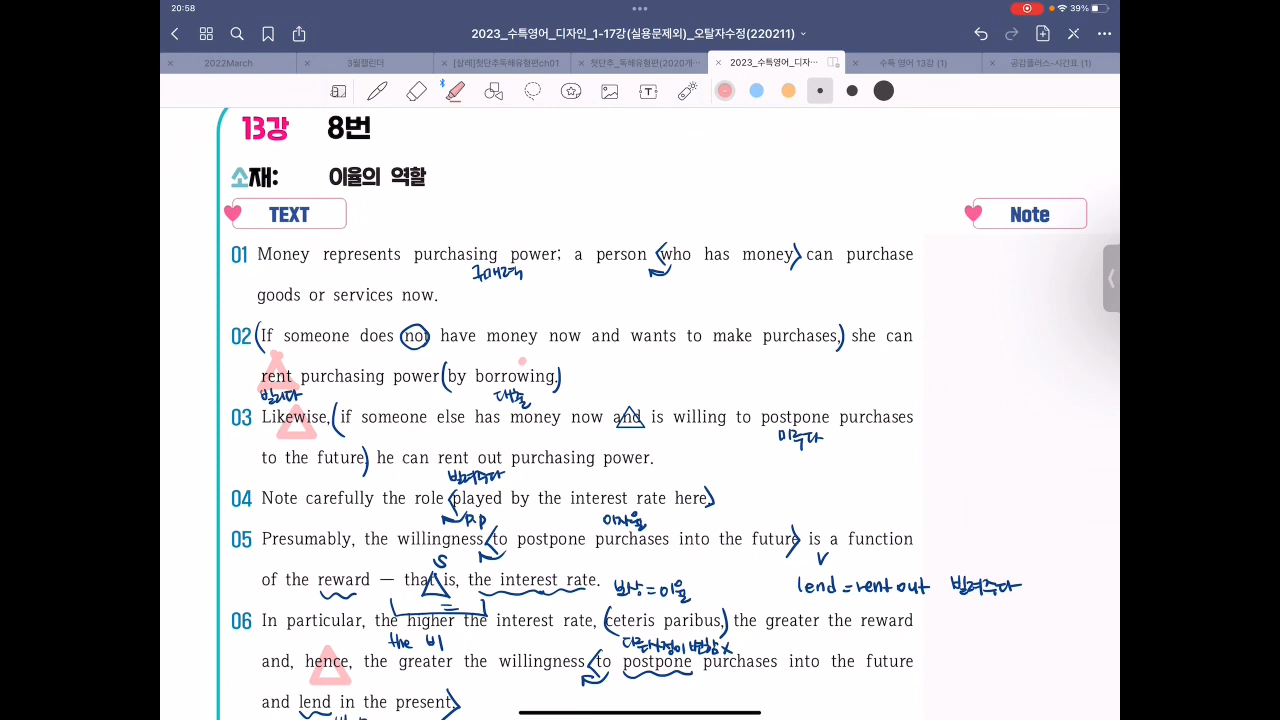 20:58
39%
2023_수특영어_디자인_1-17강(실용문제외)_오탈자수정(220211)
2022March
3월캘린더
[살레]첫단추독해유형편ch01
첫단추_독해유형편(2020개…
2023_수특영어_디자…
수특 영어 13강 (1)
공감플러스-시간표 (1)
13강 8번
소재: 이율의 역할
TEXT
Note
01 Money represents purchasing power; a person who has money can purchase
구매력
goods or services now.
02 If someone does not have money now and wants to make purchases, she can
rent purchasing power by borrowing.
빌리다 대출
03 Likewise, if someone else has money now and is willing to postpone purchases
미루다
to the future, he can rent out purchasing power.
빌려주다
04 Note carefully the role played by the interest rate here.
p.p 이자율
05 Presumably, the willingness to postpone purchases into the future is a function
S V
of the reward — that is, the interest rate.
보상=이율
lend = rent out 빌려주다
06 In particular, the higher the interest rate, ceteris paribus, the greater the reward
the 비 다른사정이 변함x
and, hence, the greater the willingness to postpone purchases into the future
and lend in the present.